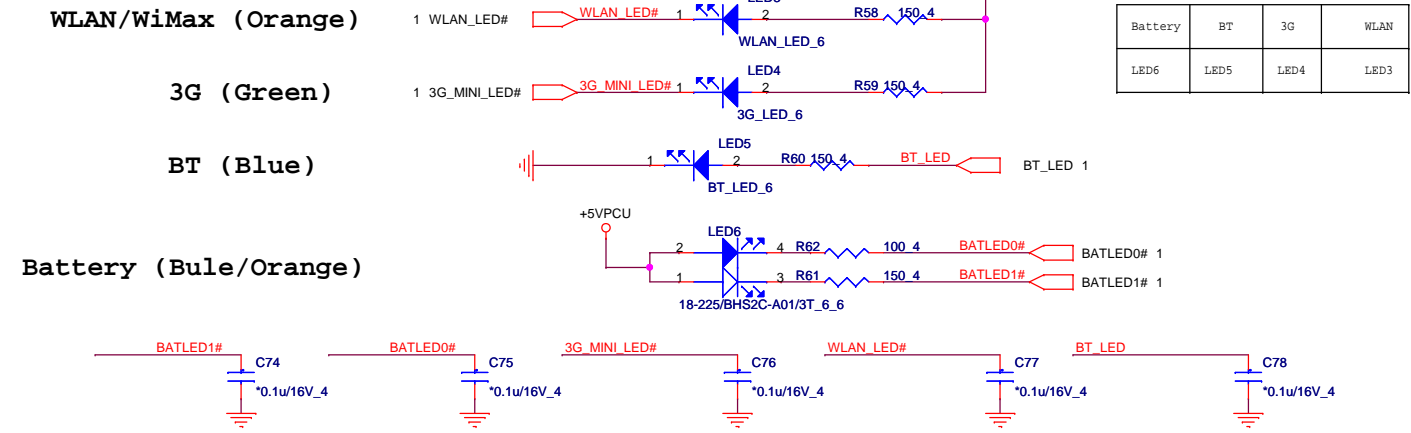 WLAN/WiMax (Orange) 1 WLAN_LED# WLAN_LED# 1 2 R58 150_4
WLAN_LED_6
Battery BT 3G WLAN
LED6 LED5 LED4 LED3
LED4
3G (Green) 1 3G_MINI_LED# 3G_MINI_LED# 1 2 R59 150_4
3G_LED_6
LED5
BT (Blue) 1 2 R60 150_4 BT_LED BT_LED 1
BT_LED_6
+5VPCU
LED6
2 4 R62 100_4 BATLED0# BATLED0# 1
Battery (Bule/Orange)
1 3 R61 150_4 BATLED1# BATLED1# 1
18-225/BHS2C-A01/3T_6_6
BATLED1# BATLED0# 3G_MINI_LED# WLAN_LED# BT_LED
C74 C75 C76 C77 C78
*0.1u/16V_4 *0.1u/16V_4 *0.1u/16V_4 *0.1u/16V_4 *0.1u/16V_4